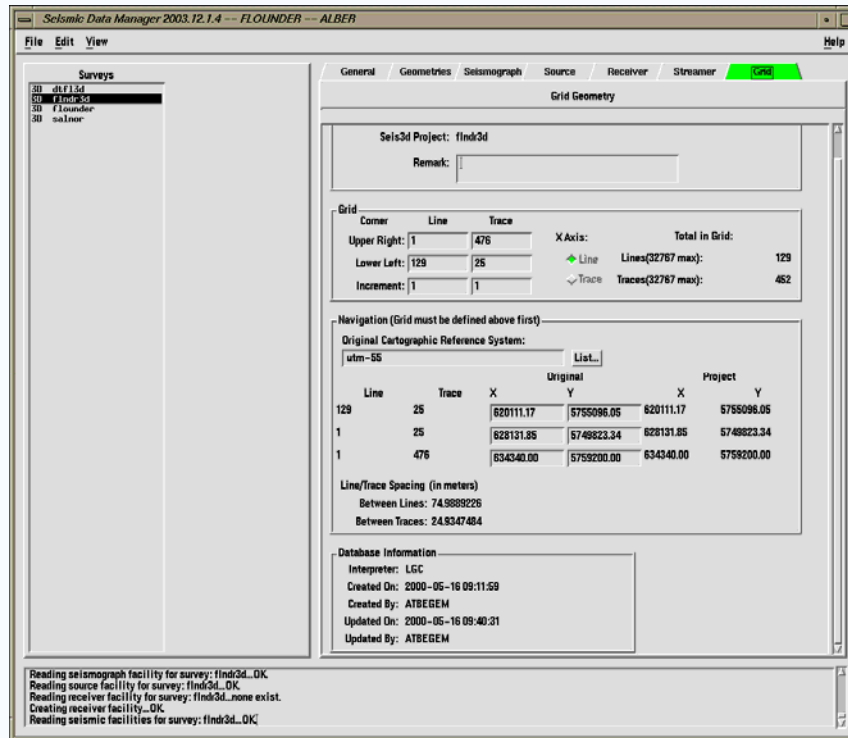 Seismic Data Manager 2003.12.1.4 -- FLOUNDER -- ALBER
File Edit View Help
Surveys
3D dtfl3d
3D flndr3d
3D flounder
3D salnor
General Geometries Seismograph Source Receiver Streamer Grid
Grid Geometry
Seis3d Project: flndr3d
Remark:
Grid
Corner Line Trace
Upper Right: 1 476 X Axis: Total in Grid:
Lower Left: 129 25 Line Lines(32767 max): 129
Increment: 1 1 Trace Traces(32767 max): 452
Navigation (Grid must be defined above first)
Original Cartographic Reference System:
utm-55 List...
Original Project
Line Trace X Y X Y
129 25 620111.17 5755096.05 620111.17 5755096.05
1 25 628131.85 5749823.34 628131.85 5749823.34
1 476 634340.00 5759200.00 634340.00 5759200.00
Line/Trace Spacing (in meters)
Between Lines: 74.9889226
Between Traces: 24.9347484
Database Information
Interpreter: LGC
Created On: 2000-05-16 09:11:59
Created By: ATBEGEM
Updated On: 2000-05-16 09:40:31
Updated By: ATBEGEM
Reading seismograph facility for survey: flndr3d...OK.
Reading source facility for survey: flndr3d...OK.
Reading receiver facility for survey: flndr3d...none exist.
Creating receiver facility...OK.
Reading seismic facilities for survey: flndr3d...OK.